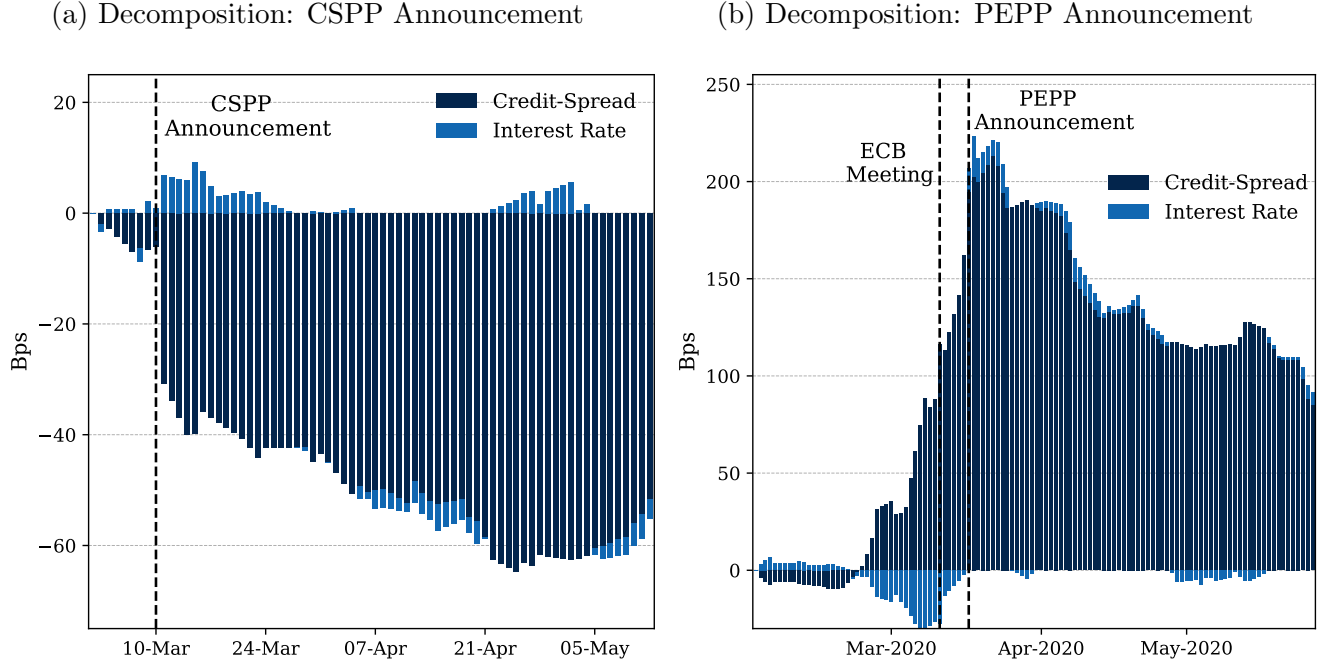 (a) Decomposition: CSPP Announcement
20
0
−20
−40
−60
Bps
CSPP
Announcement
Credit-Spread
Interest Rate
10-Mar
24-Mar
07-Apr
21-Apr
05-May
(b) Decomposition: PEPP Announcement
250
200
150
100
50
0
Bps
ECB
Meeting
PEPP
Announcement
Credit-Spread
Interest Rate
Mar-2020
Apr-2020
May-2020